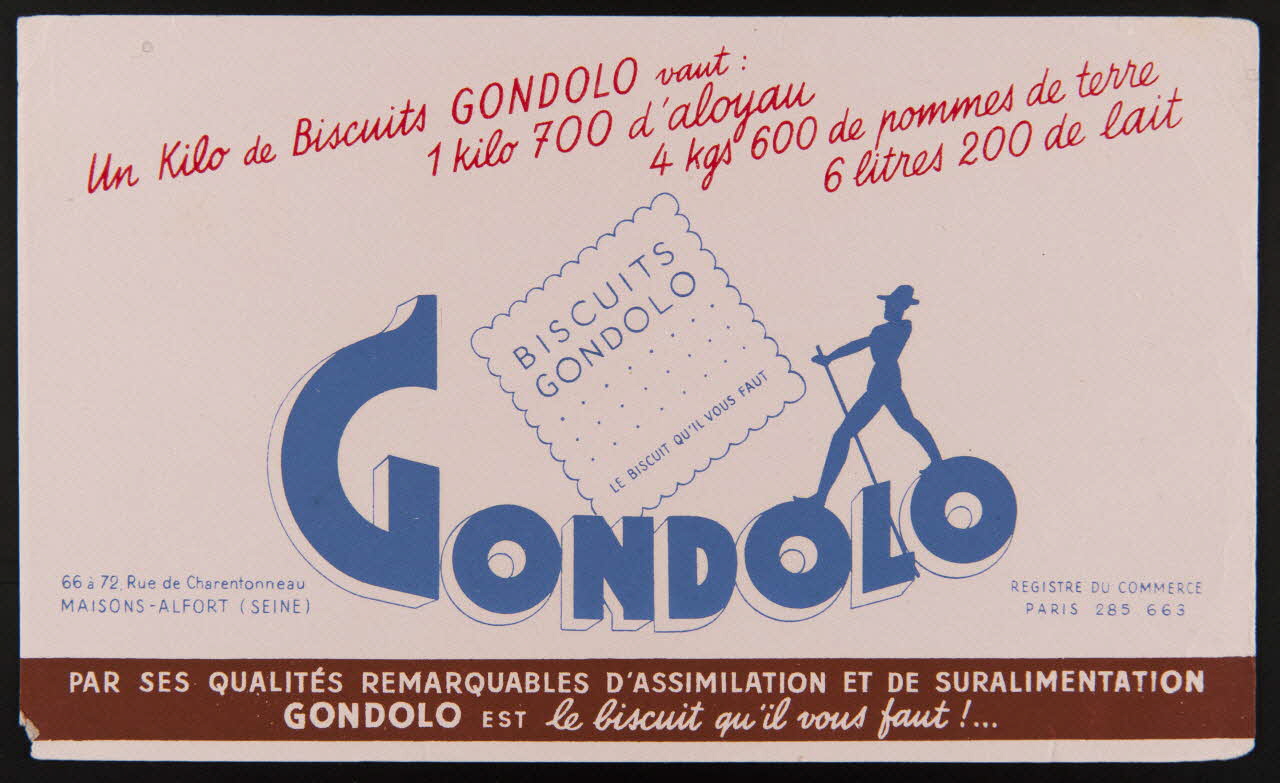 Un Kilo de Biscuits GONDOLO vaut :
1 kilo 700 d'aloyau
4 kgs 600 de pommes de terre
6 litres 200 de lait
BISCUITS
GONDOLO
LE BISCUIT QU'IL VOUS FAUT
GONDOLO
66 à 72, Rue de Charentonneau
MAISONS-ALFORT (SEINE)
REGISTRE DU COMMERCE
PARIS 285.663
PAR SES QUALITÉS REMARQUABLES D'ASSIMILATION ET DE SURALIMENTATION
GONDOLO EST le biscuit qu'il vous faut !...